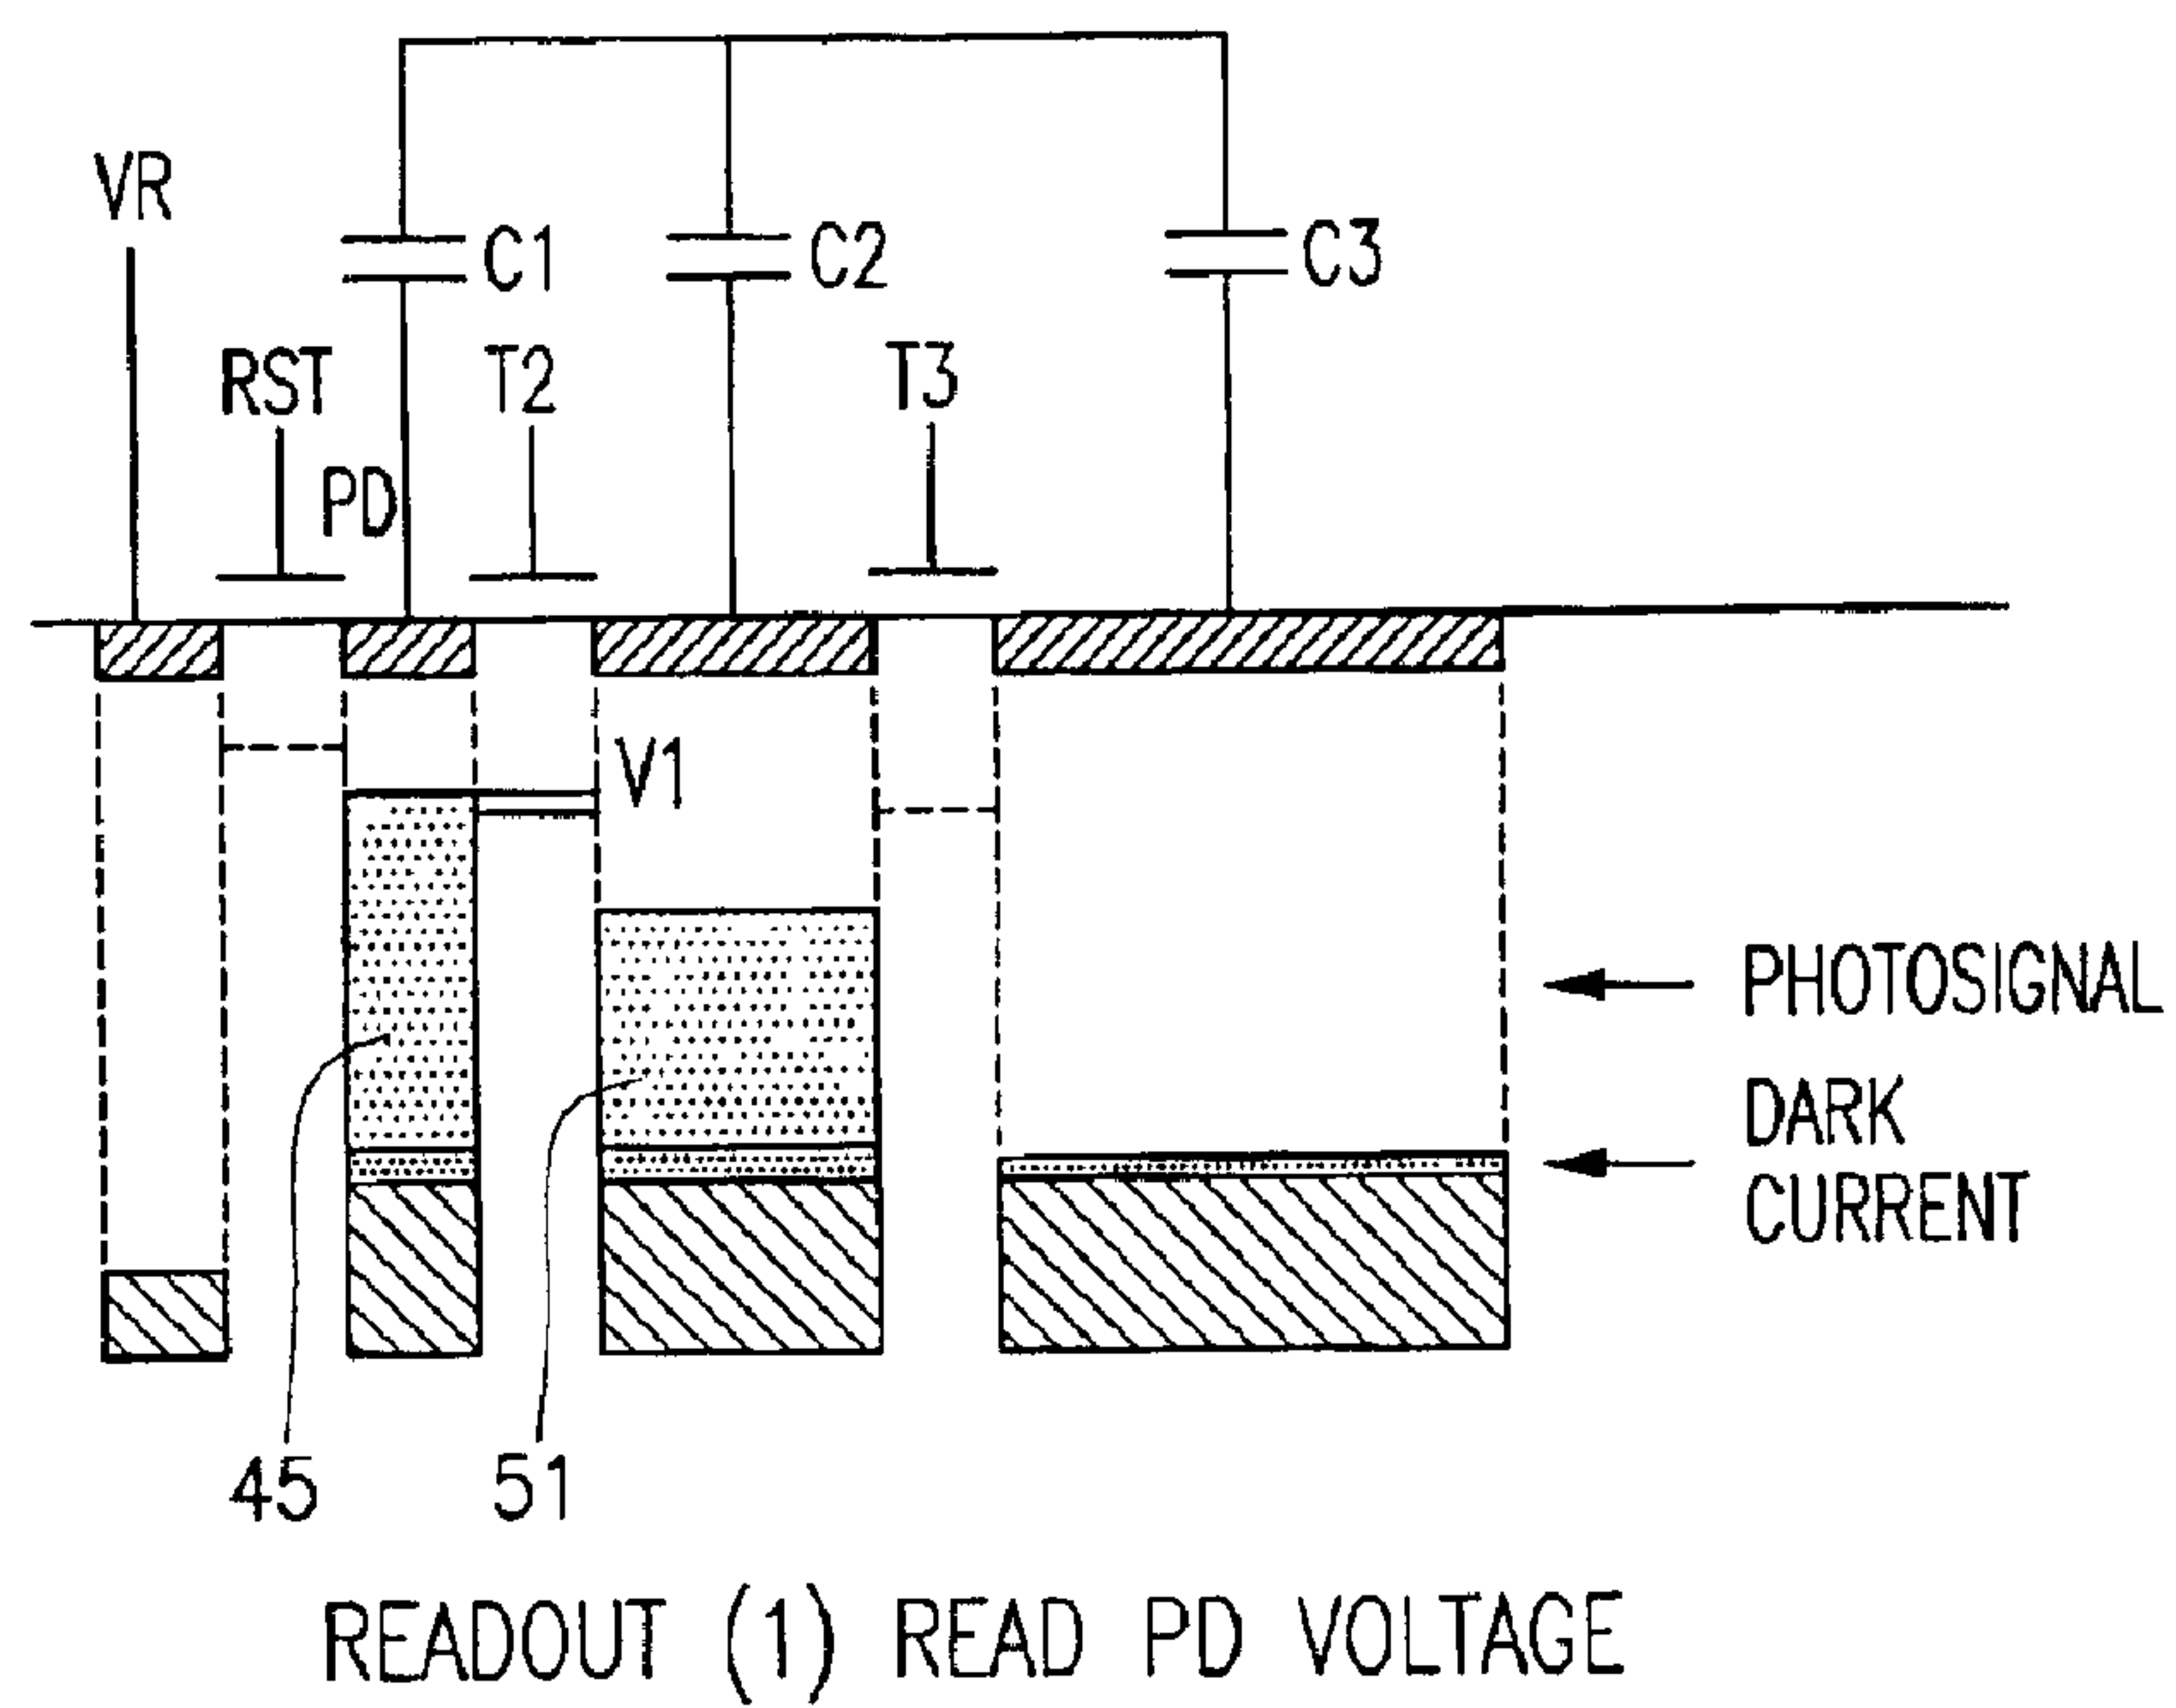 VR
C1
C2
C3
RST
T2
T3
PD
V1
PHOTOSIGNAL
DARK
CURRENT
45
51
READOUT (1) READ PD VOLTAGE